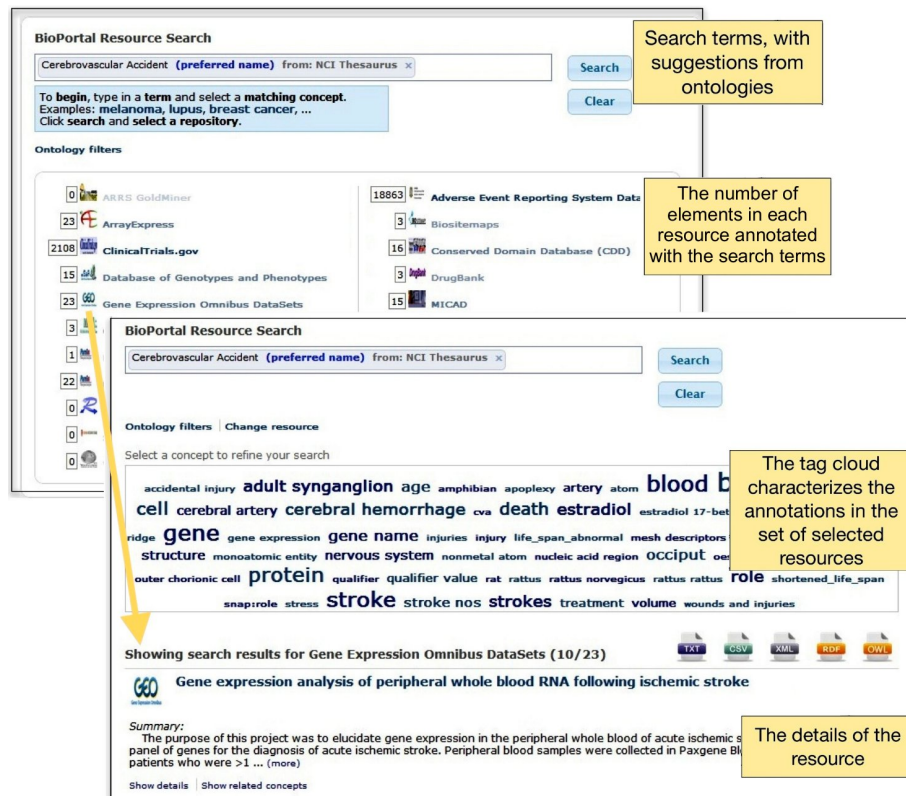 BioPortal Resource Search
Cerebrovascular Accident (preferred name) from: NCI Thesaurus x
Search
To begin, type in a term and select a matching concept.
Examples: melanoma, lupus, breast cancer, ...
Click search and select a repository.
Clear
Ontology filters
Search terms, with
suggestions from
ontologies
0 ARRS GoldMiner
23 ArrayExpress
2108 ClinicalTrials.gov
15 Database of Genotypes and Phenotypes
23 GEO Gene Expression Omnibus DataSets
3
1
22
0
0
0
18863 Adverse Event Reporting System Data
3 Biositemaps
16 Conserved Domain Database (CDD)
3 DrugBank
15 MICAD
The number of
elements in each
resource annotated
with the search terms
BioPortal Resource Search
Cerebrovascular Accident (preferred name) from: NCI Thesaurus x
Search
Clear
Ontology filters Change resource
Select a concept to refine your search
accidental injury adult synganglion age amphibian apoplexy artery atom blood b
cell cerebral artery cerebral hemorrhage cva death estradiol estradiol 17-bet
ridge gene gene expression gene name injuries injury life_span_abnormal mesh descriptors
structure monoatomic entity nervous system nonmetal atom nucleic acid region occiput oes
outer chorionic cell protein qualifier qualifier value rat rattus rattus norvegicus rattus rattus role shortened_life_span
snap:role stress stroke stroke nos strokes treatment volume wounds and injuries
The tag cloud
characterizes the
annotations in the
set of selected
resources
Showing search results for Gene Expression Omnibus DataSets (10/23)
TXT CSV XML RDF OWL
GEO Gene expression analysis of peripheral whole blood RNA following ischemic stroke
Summary:
The purpose of this project was to elucidate gene expression in the peripheral whole blood of acute ischemic s
panel of genes for the diagnosis of acute ischemic stroke. Peripheral blood samples were collected in Paxgene Bl
patients who were >1 ... (more)
Show details Show related concepts
The details of the
resource